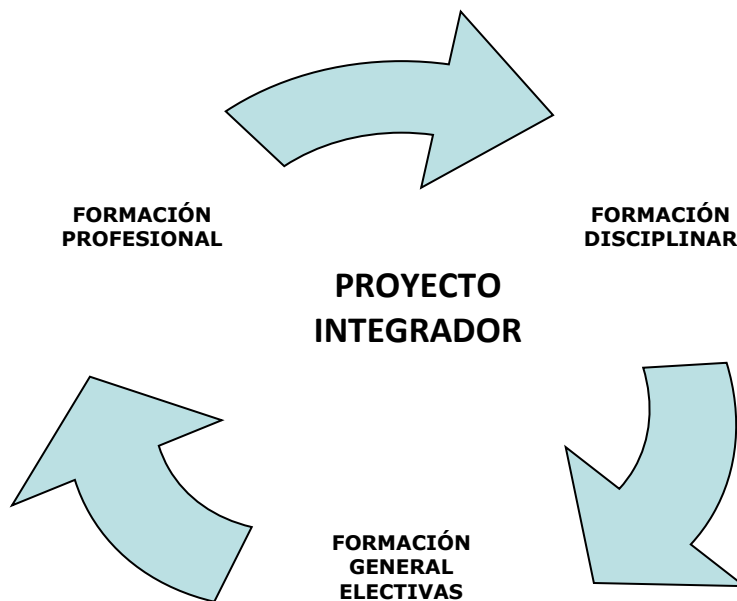 FORMACIÓN
PROFESIONAL
FORMACIÓN
DISCIPLINAR
PROYECTO
INTEGRADOR
FORMACIÓN
GENERAL
ELECTIVAS